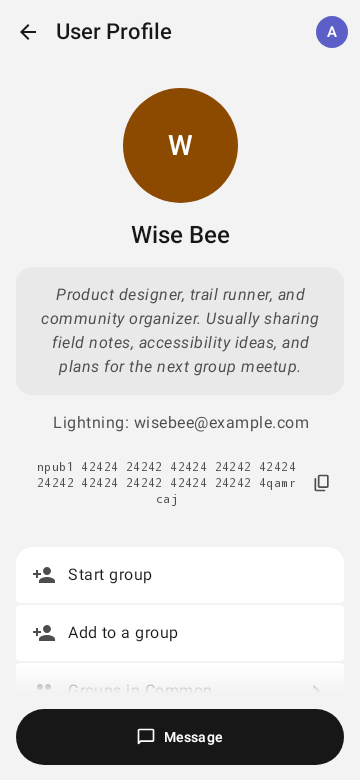 User Profile
A
W
Wise Bee
Product designer, trail runner, and
community organizer. Usually sharing
field notes, accessibility ideas, and
plans for the next group meetup.
Lightning: wisebee@example.com
npub1 42424 24242 42424 24242 42424
24242 42424 24242 42424 24242 4qamr
caj
Start group
Add to a group
Groups in Common
Message